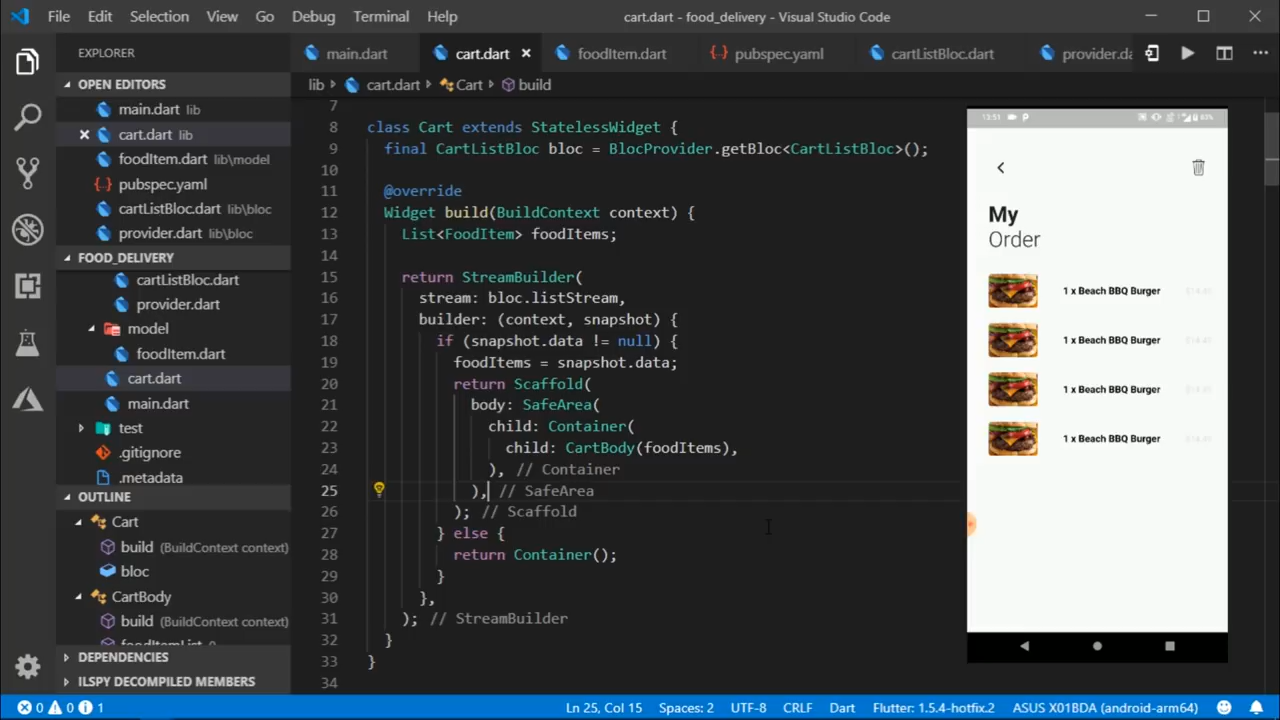 File Edit Selection View Go Debug Terminal Help cart.dart - food_delivery - Visual Studio Code
EXPLORER
OPEN EDITORS
main.dart lib
cart.dart lib
foodItem.dart lib\model
pubspec.yaml
cartListBloc.dart lib\bloc
provider.dart lib\bloc
FOOD_DELIVERY
cartListBloc.dart
provider.dart
model
foodItem.dart
cart.dart
main.dart
test
.gitignore
.metadata
OUTLINE
Cart
build (BuildContext context)
bloc
CartBody
build (BuildContext context)
DEPENDENCIES
ILSPY DECOMPILED MEMBERS
main.dart cart.dart foodItem.dart pubspec.yaml cartListBloc.dart provider.da
lib cart.dart Cart build
7
8 class Cart extends StatelessWidget {
9 final CartListBloc bloc = BlocProvider.getBloc<CartListBloc>();
10
11 @override
12 Widget build(BuildContext context) {
13 List<FoodItem> foodItems;
14
15 return StreamBuilder(
16 stream: bloc.listStream,
17 builder: (context, snapshot) {
18 if (snapshot.data != null) {
19 foodItems = snapshot.data;
20 return Scaffold(
21 body: SafeArea(
22 child: Container(
23 child: CartBody(foodItems),
24 ), // Container
25 ), // SafeArea
26 ); // Scaffold
27 } else {
28 return Container();
29 }
30 },
31 ); // StreamBuilder
32 }
33 }
34
13:51 83%
My
Order
1 x Beach BBQ Burger
1 x Beach BBQ Burger
1 x Beach BBQ Burger
1 x Beach BBQ Burger
0 0 1 Ln 25, Col 15 Spaces: 2 UTF-8 CRLF Dart Flutter: 1.5.4-hotfix.2 ASUS X01BDA (android-arm64)